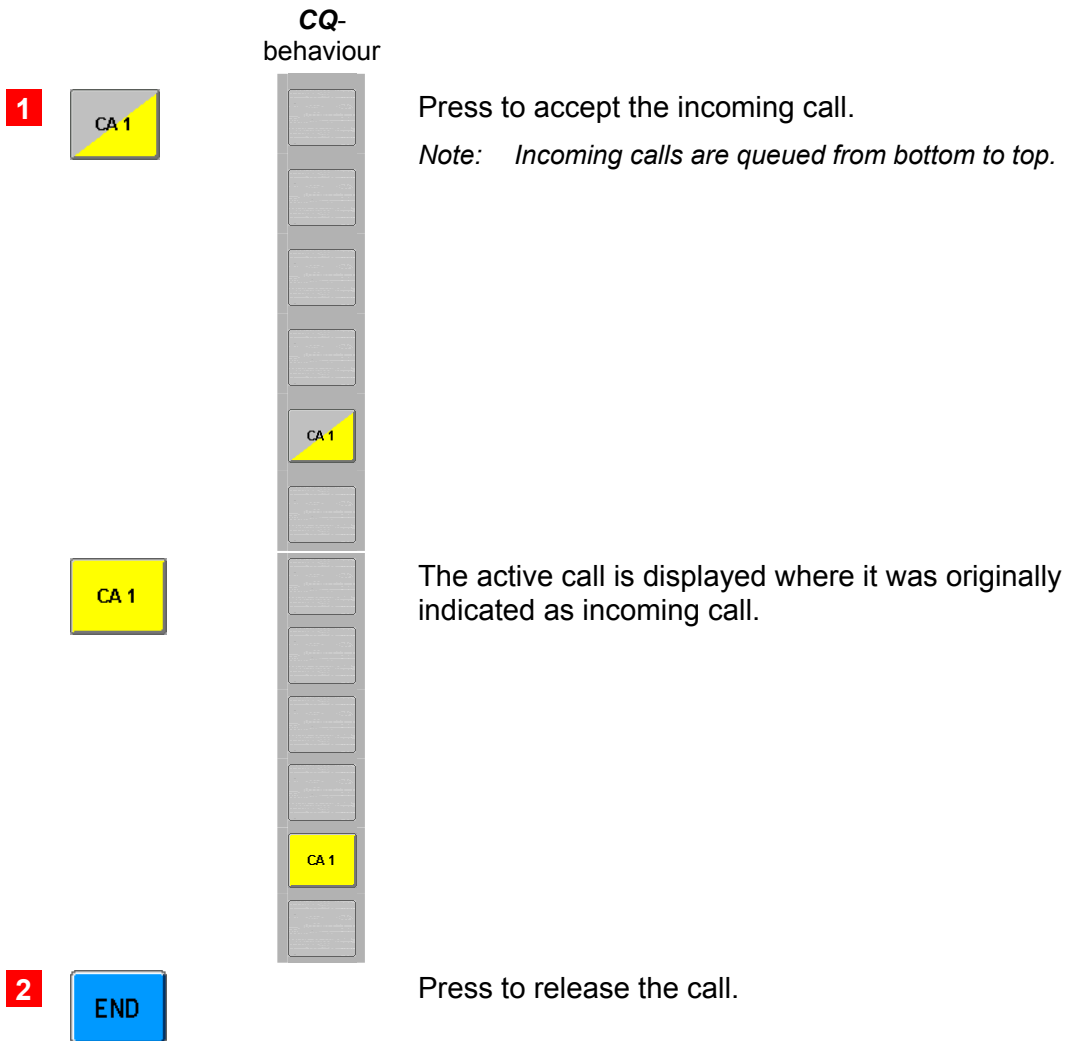 CQ-
behaviour
1
CA 1
Press to accept the incoming call.
Note: Incoming calls are queued from bottom to top.
CA 1
CA 1
The active call is displayed where it was originally
indicated as incoming call.
CA 1
2
END
Press to release the call.